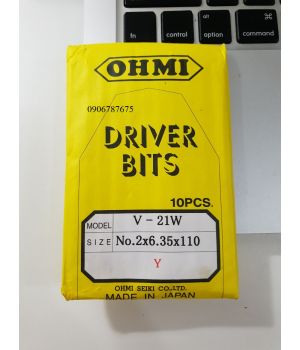 fn
control
option
command
OHMI
0906787675
DRIVER
BITS
10PCS.
MODEL V-21W
SIZE No.2x6.35x110
Y
OHMI SEIKI CO.,LTD.
MADE IN JAPAN